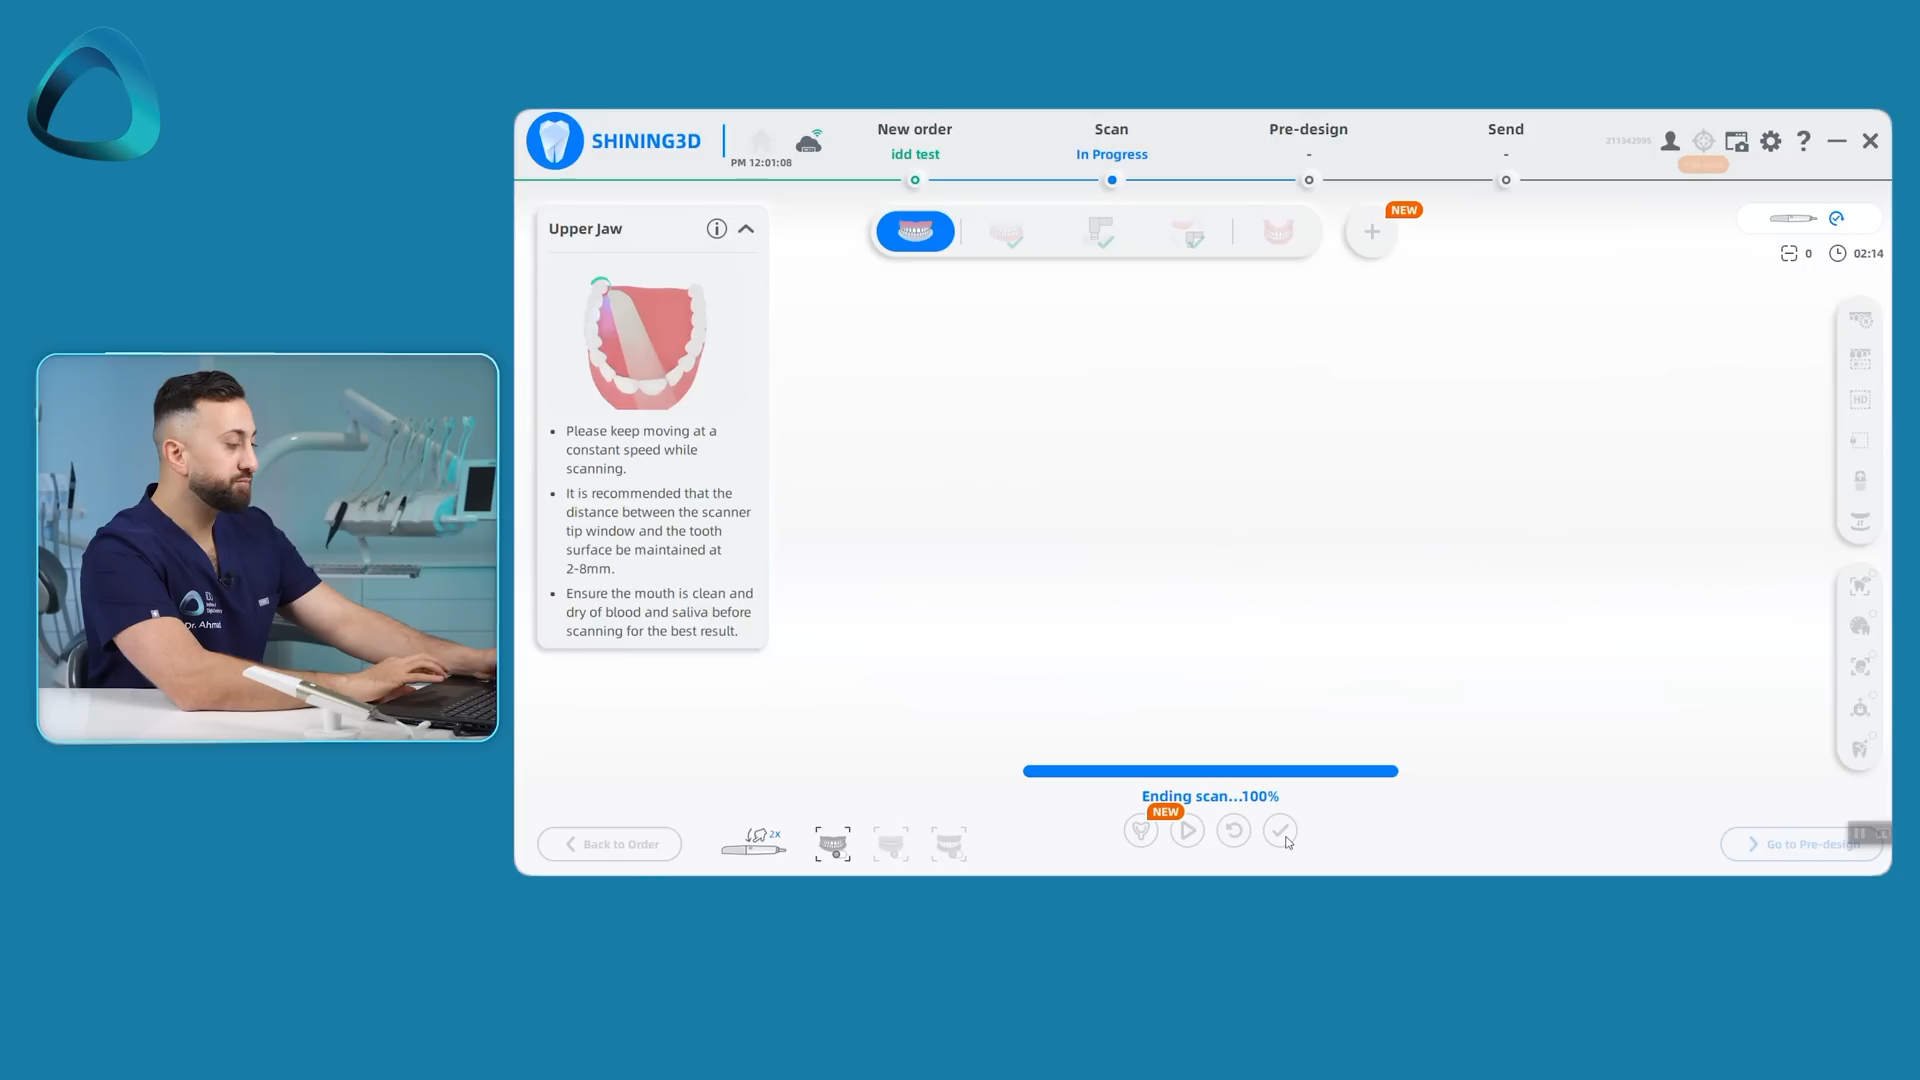 SHINING3D
PM 12:01:08
New order
idd test
Scan
In Progress
Pre-design
-
Send
-
211342995
Upper Jaw
NEW
0
02:14
HD
• Please keep moving at a
constant speed while
scanning.
• It is recommended that the
distance between the scanner
tip window and the tooth
surface be maintained at
2-8mm.
• Ensure the mouth is clean and
dry of blood and saliva before
scanning for the best result.
Dr. Ahmad
Ending scan...100%
NEW
Back to Order
2X
Go to Pre-design